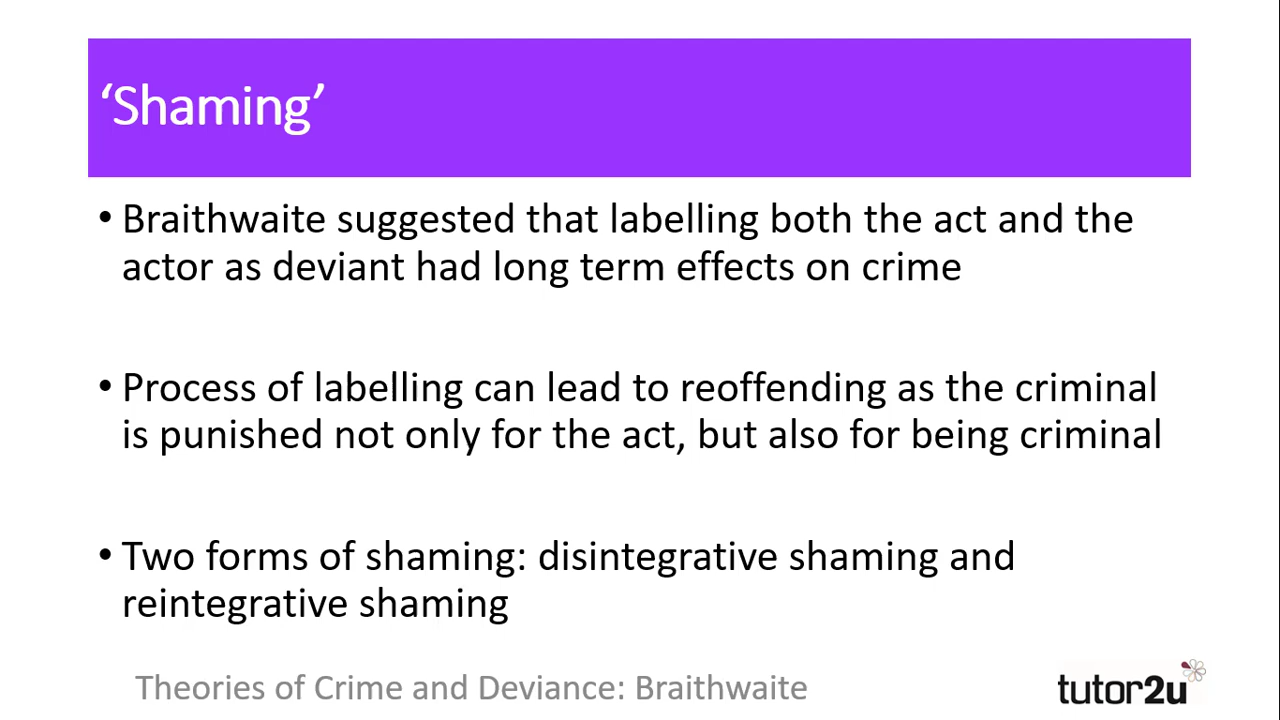 ‘Shaming’
• Braithwaite suggested that labelling both the act and the
actor as deviant had long term effects on crime
• Process of labelling can lead to reoffending as the criminal
is punished not only for the act, but also for being criminal
• Two forms of shaming: disintegrative shaming and
reintegrative shaming
Theories of Crime and Deviance: Braithwaite
tutor2u